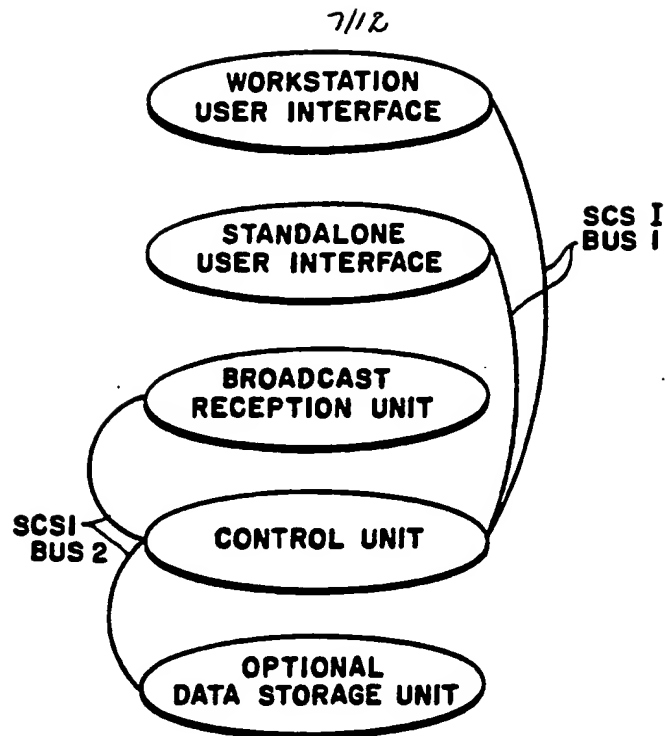 7/12
WORKSTATION
USER INTERFACE
STANDALONE
USER INTERFACE
SCS I
BUS 1
BROADCAST
RECEPTION UNIT
CONTROL UNIT
SCSI
BUS 2
OPTIONAL
DATA STORAGE UNIT